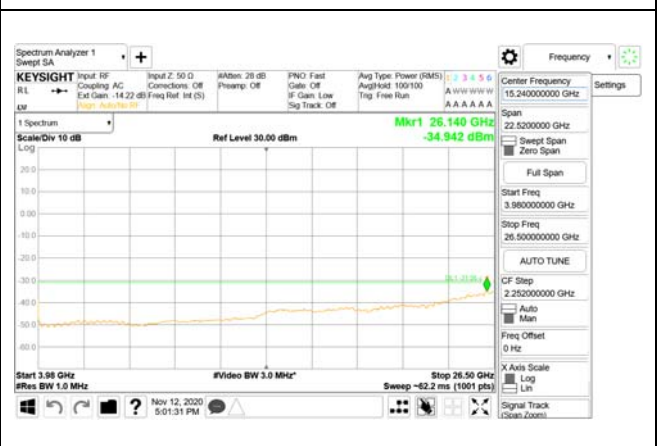 Spectrum Analyzer 1
Swept SA
+
Frequency
KEYSIGHT
RL
Input: RF
Coupling: AC
Ext Gain: -14.22 dB
Align: Auto/No RF
Input Z: 50 Ω
Corrections: Off
Freq Ref: Int (S)
#Atten: 28 dB
Preamp: Off
PNO: Fast
Gate: Off
IF Gain: Low
Sig Track: Off
Avg Type: Power (RMS)
Avg|Hold: 100/100
Trig: Free Run
1 2 3 4 5 6
A W W W W W
A A A A A A
Settings
1 Spectrum
Scale/Div 10 dB
Log
Ref Level 30.00 dBm
Mkr1 26.140 GHz
-34.942 dBm
20.0
10.0
0.00
-10.0
-20.0
-30.0
-40.0
-50.0
-60.0
Start 3.98 GHz
#Res BW 1.0 MHz
#Video BW 3.0 MHz*
Stop 26.50 GHz
Sweep ~62.2 ms (1001 pts)
Center Frequency
15.240000000 GHz
Span
22.5200000 GHz
Swept Span
Zero Span
Full Span
Start Freq
3.980000000 GHz
Stop Freq
26.500000000 GHz
AUTO TUNE
CF Step
2.252000000 GHz
Auto
Man
Freq Offset
0 Hz
X Axis Scale
Log
Lin
Signal Track
(Span Zoom)
?
Nov 12, 2020
5:01:31 PM